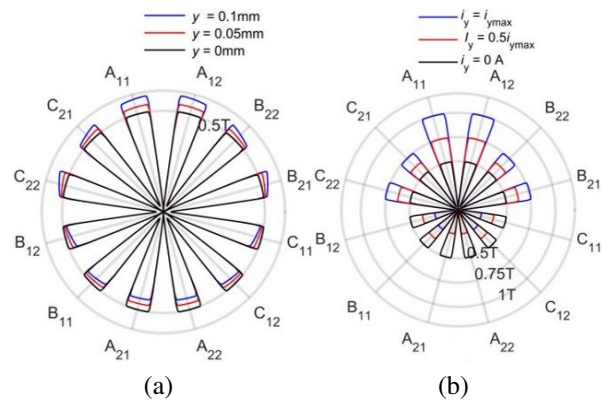 y = 0.1mm
y = 0.05mm
y = 0mm
A11
A12
C21
B22
C22
B21
B12
C11
B11
C12
A21
A22
0.5T
(a)
iy = iymax
Iy = 0.5iymax
iy = 0 A
A11
A12
C21
B22
C22
B21
B12
C11
B11
C12
A21
A22
0.5T
0.75T
1T
(b)